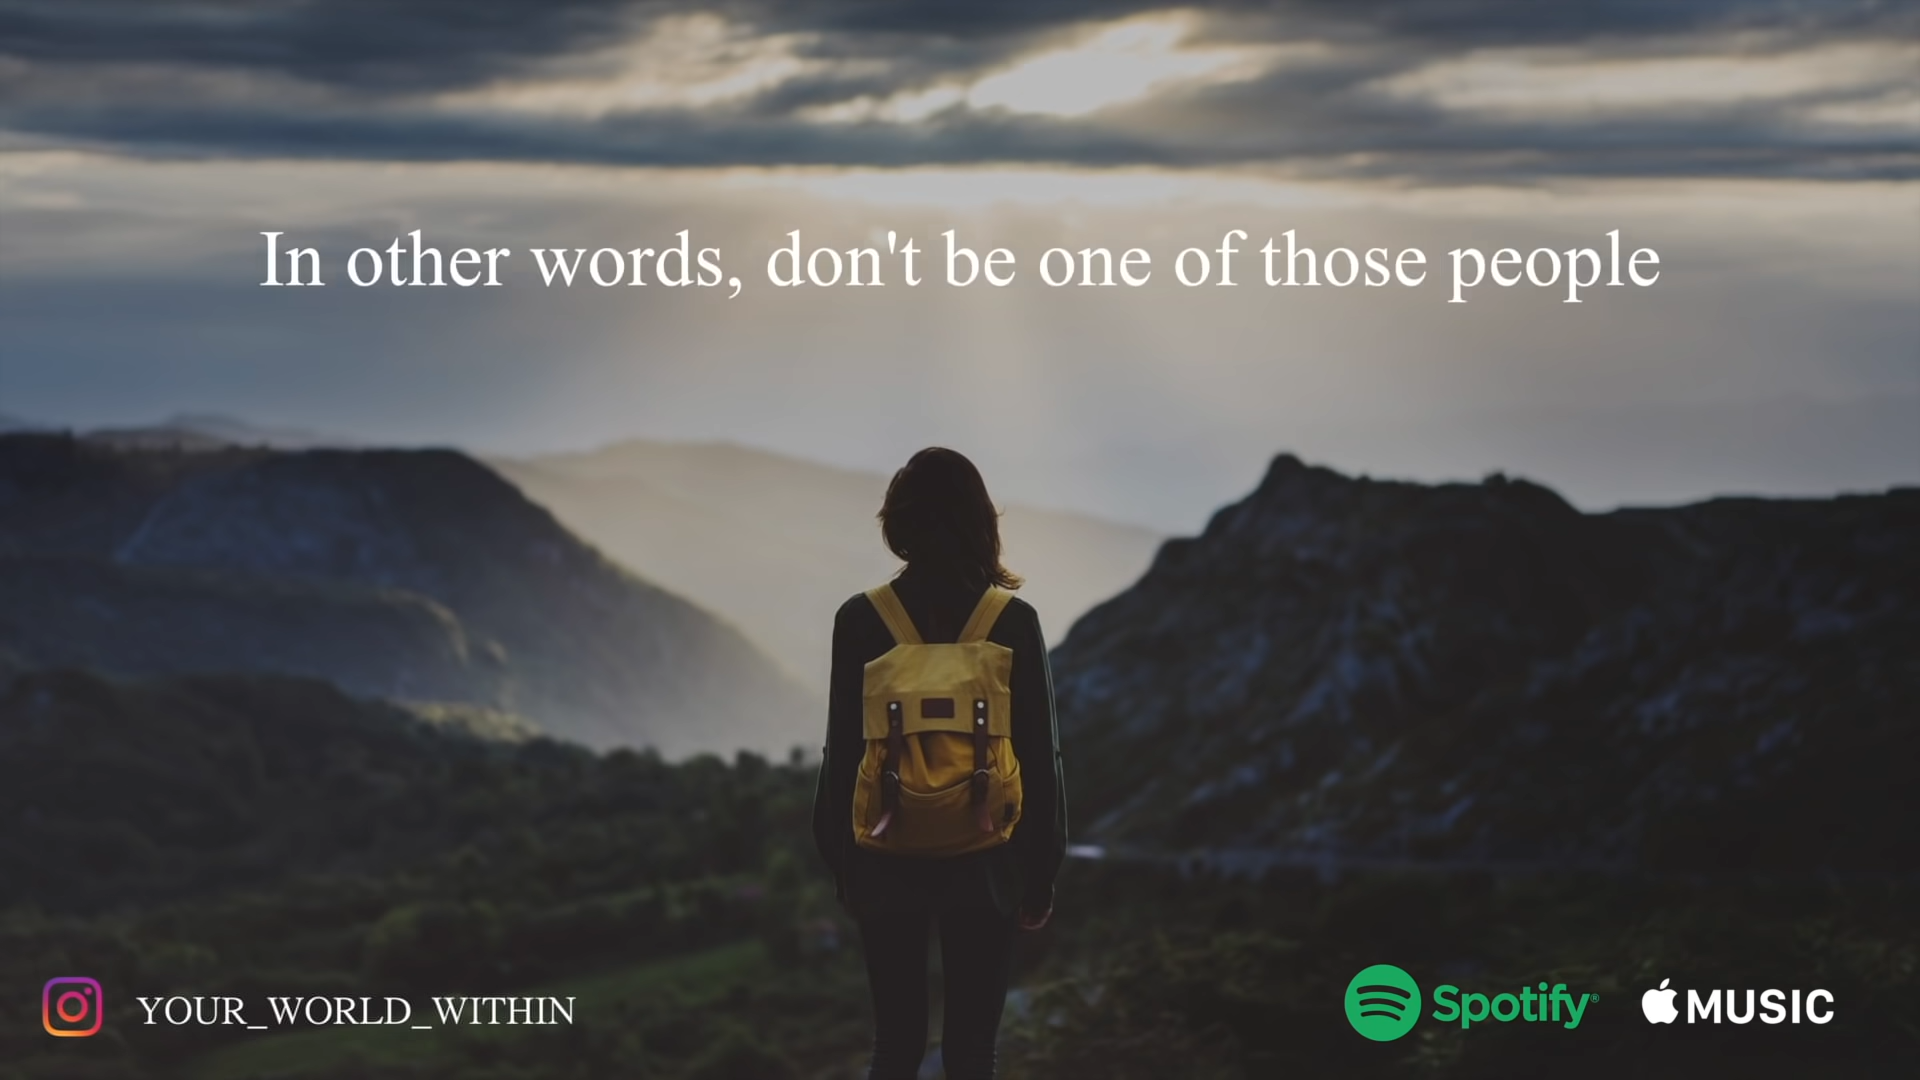 In other words, don't be one of those people
YOUR_WORLD_WITHIN
Spotify®
MUSIC